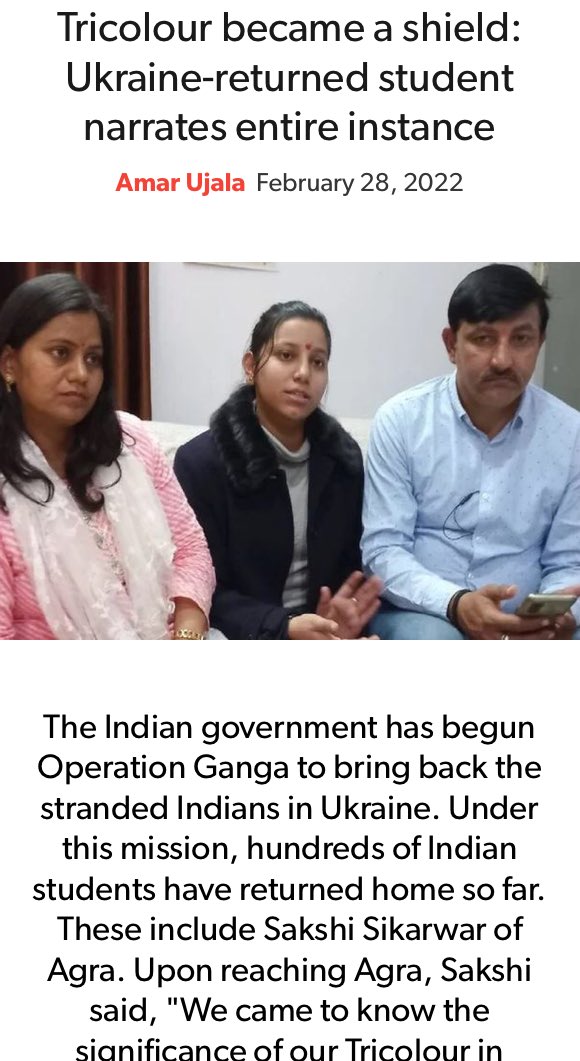 Tricolour became a shield:
Ukraine-returned student
narrates entire instance
Amar Ujala February 28, 2022
The Indian government has begun
Operation Ganga to bring back the
stranded Indians in Ukraine. Under
this mission, hundreds of Indian
students have returned home so far.
These include Sakshi Sikarwar of
Agra. Upon reaching Agra, Sakshi
said, "We came to know the
significance of our Tricolour in